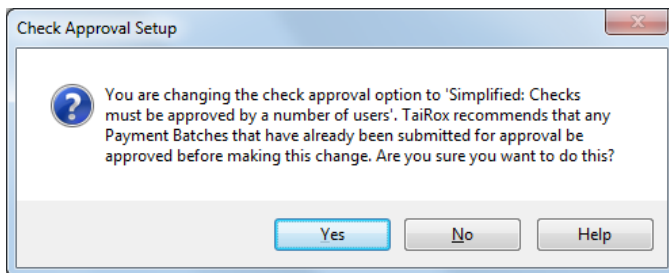 Check Approval Setup
You are changing the check approval option to 'Simplified: Checks
must be approved by a number of users'. TaiRox recommends that any
Payment Batches that have already been submitted for approval be
approved before making this change. Are you sure you want to do this?
Yes
No
Help